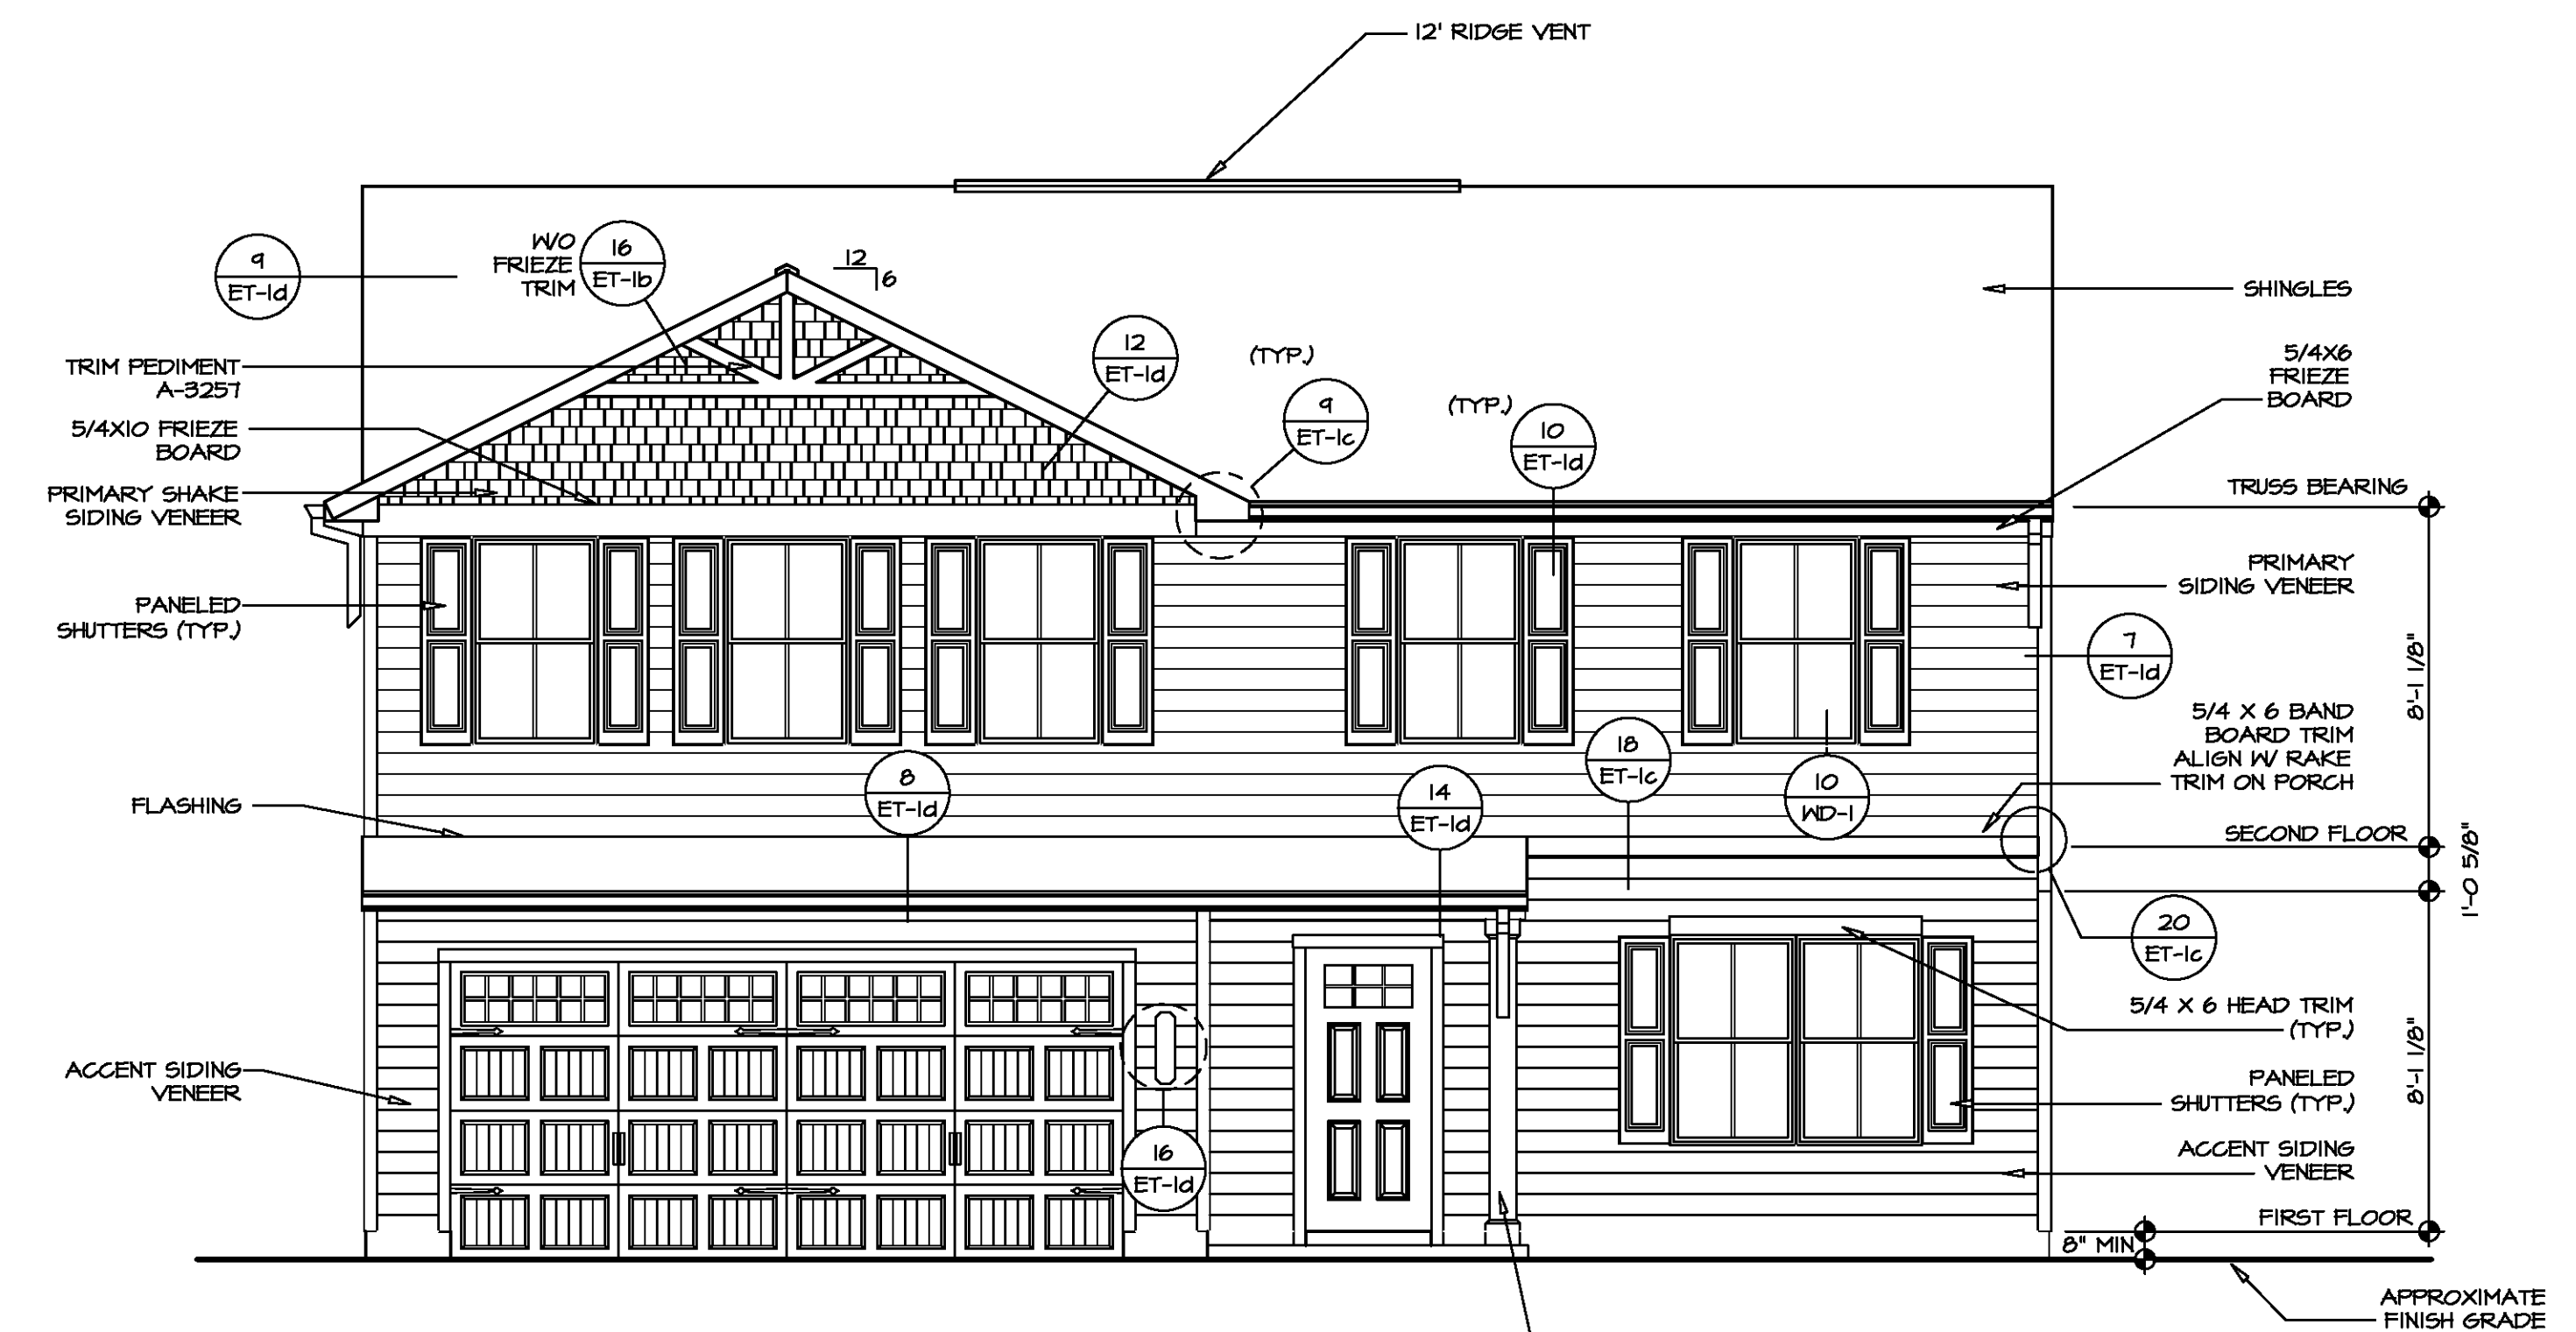 12' RIDGE VENT
9
ET-1d
W/O
FRIEZE
TRIM
16
ET-1b
12
6
SHINGLES
TRIM PEDIMENT
A-3257
12
ET-1d
(TYP.)
9
ET-1c
(TYP.)
10
ET-1d
5/4X6
FRIEZE
BOARD
5/4X10 FRIEZE
BOARD
PRIMARY SHAKE
SIDING VENEER
TRUSS BEARING
PANELED
SHUTTERS (TYP.)
PRIMARY
SIDING VENEER
7
ET-1d
8'-1 1/8"
5/4 X 6 BAND
BOARD TRIM
ALIGN W/ RAKE
TRIM ON PORCH
FLASHING
8
ET-1d
14
ET-1d
18
ET-1c
10
WD-1
SECOND FLOOR
1'-0 5/8"
20
ET-1c
5/4 X 6 HEAD TRIM
(TYP.)
ACCENT SIDING
VENEER
16
ET-1d
PANELED
SHUTTERS (TYP.)
8'-1 1/8"
ACCENT SIDING
VENEER
FIRST FLOOR
8" MIN
APPROXIMATE
FINISH GRADE